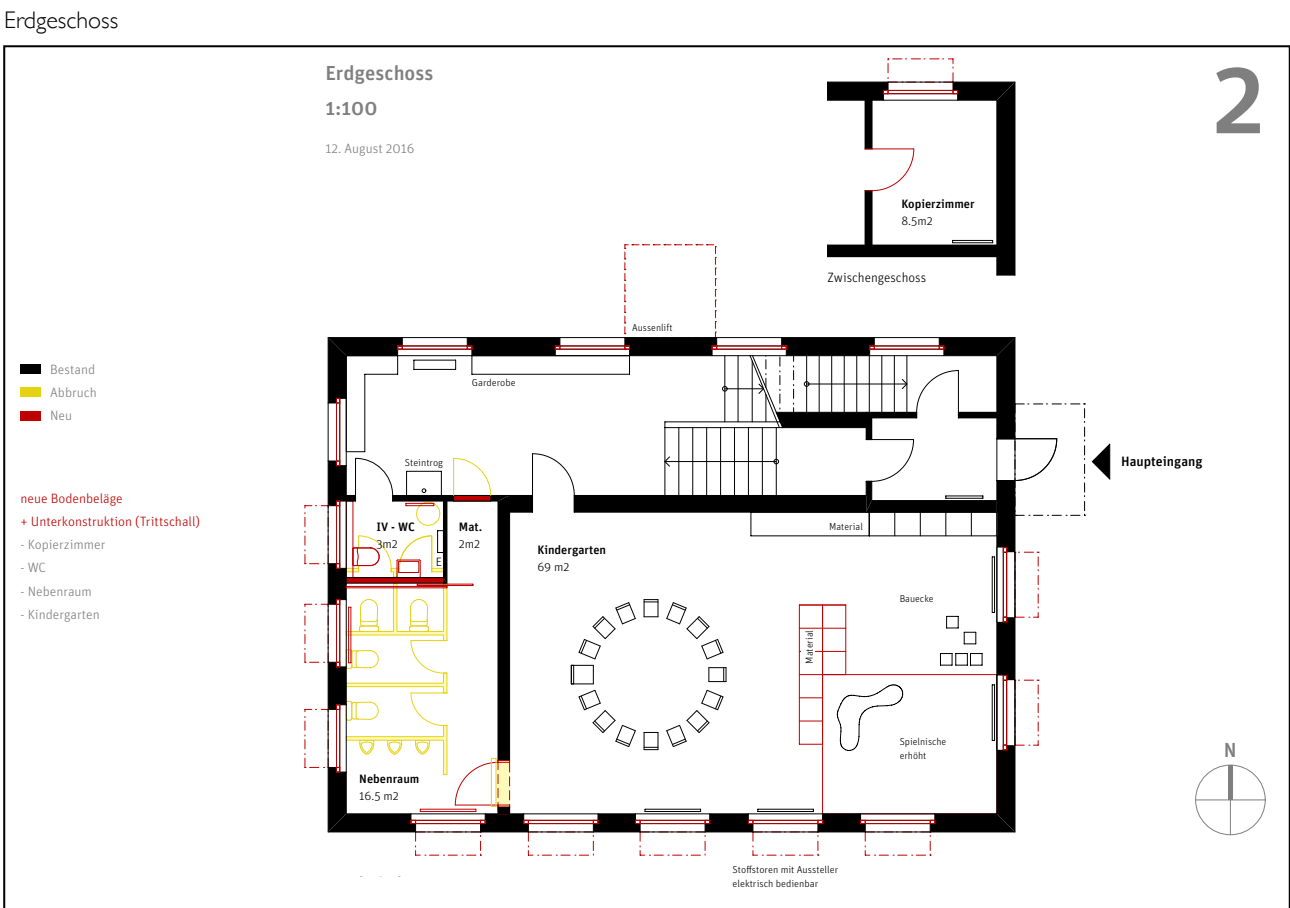 Erdgeschoss
Erdgeschoss
1:100
12. August 2016
2
Kopierzimmer
8.5m2
Zwischengeschoss
Aussenlift
Bestand
Abbruch
Neu
Garderobe
Steintrog
Haupteingang
neue Bodenbeläge
+ Unterkonstruktion (Trittschall)
- Kopierzimmer
- WC
- Nebenraum
- Kindergarten
IV - WC
3m2
E
Mat.
2m2
Kindergarten
69 m2
Material
Bauecke
Material
Spielnische
erhöht
Nebenraum
16.5 m2
N
Stoffstoren mit Aussteller
elektrisch bedienbar